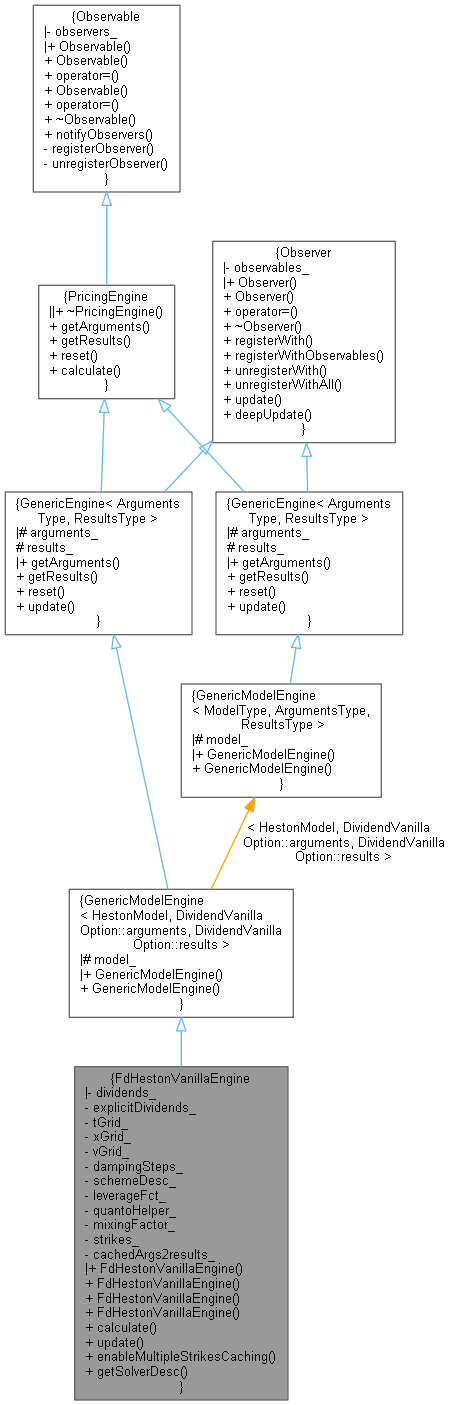 {Observable
|- observers_
|+ Observable()
+ Observable()
+ operator=()
+ Observable()
+ operator=()
+ ~Observable()
+ notifyObservers()
- registerObserver()
- unregisterObserver()
}
{Observer
|- observables_
|+ Observer()
+ Observer()
+ operator=()
+ ~Observer()
+ registerWith()
+ registerWithObservables()
+ unregisterWith()
+ unregisterWithAll()
+ update()
+ deepUpdate()
}
{PricingEngine
||+ ~PricingEngine()
+ getArguments()
+ getResults()
+ reset()
+ calculate()
}
{GenericEngine< Arguments
Type, ResultsType >
|# arguments_
# results_
|+ getArguments()
+ getResults()
+ reset()
+ update()
}
{GenericEngine< Arguments
Type, ResultsType >
|# arguments_
# results_
|+ getArguments()
+ getResults()
+ reset()
+ update()
}
{GenericModelEngine
< ModelType, ArgumentsType,
ResultsType >
|# model_
|+ GenericModelEngine()
+ GenericModelEngine()
}
< HestonModel, DividendVanilla
Option::arguments, DividendVanilla
Option::results >
{GenericModelEngine
< HestonModel, DividendVanilla
Option::arguments, DividendVanilla
Option::results >
|# model_
|+ GenericModelEngine()
+ GenericModelEngine()
}
{FdHestonVanillaEngine
|- dividends_
- explicitDividends_
- tGrid_
- xGrid_
- vGrid_
- dampingSteps_
- schemeDesc_
- leverageFct_
- quantoHelper_
- mixingFactor_
- strikes_
- cachedArgs2results_
|+ FdHestonVanillaEngine()
+ FdHestonVanillaEngine()
+ FdHestonVanillaEngine()
+ FdHestonVanillaEngine()
+ calculate()
+ update()
+ enableMultipleStrikesCaching()
+ getSolverDesc()
}